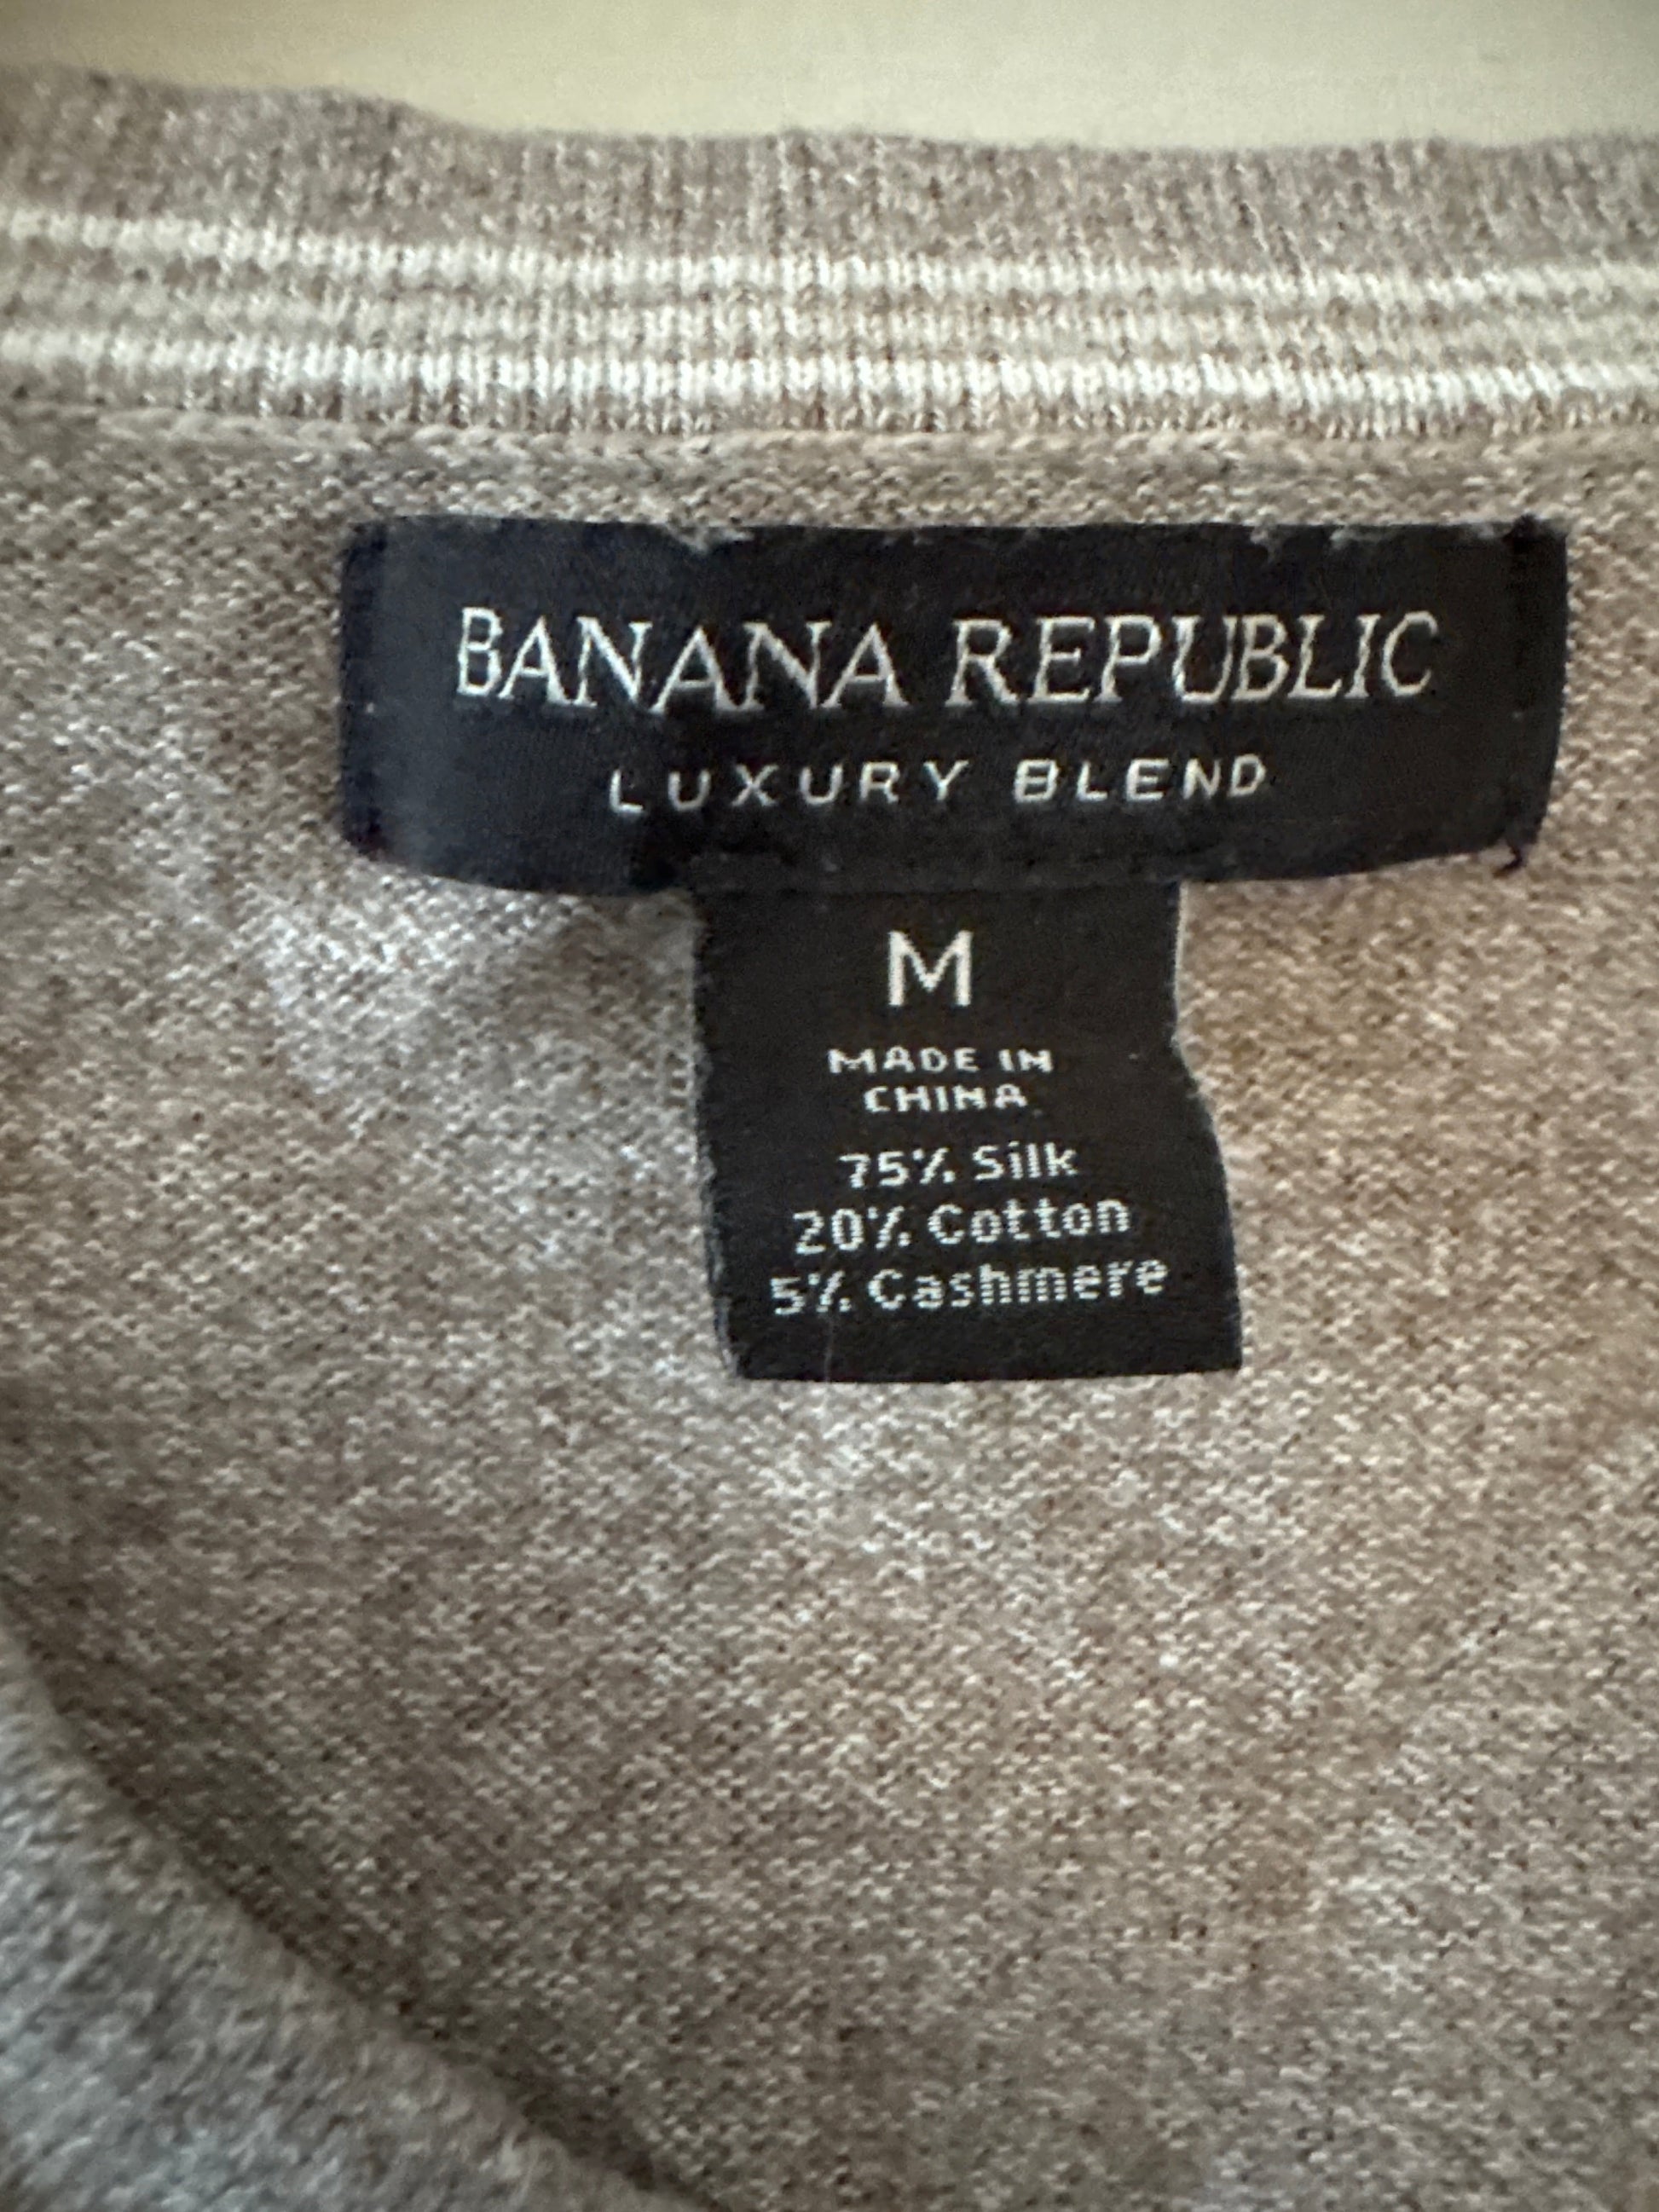 BANANA REPUBLIC
LUXURY BLEND
M
MADE IN
CHINA
75% Silk
20% Cotton
5% Cashmere